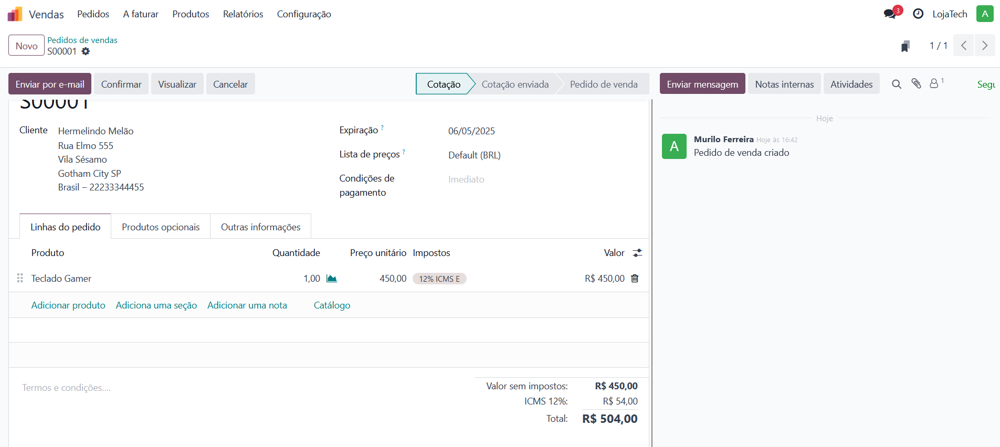 Vendas Pedidos A faturar Produtos Relatórios Configuração 3 LojaTech A
Novo Pedidos de vendas
S00001 1 / 1
Enviar por e-mail Confirmar Visualizar Cancelar Cotação Cotação enviada Pedido de venda Enviar mensagem Notas internas Atividades 1 Segu
S00001
Cliente Hermelindo Melão
Rua Elmo 555
Vila Sésamo
Gotham City SP
Brasil – 22233344455
Expiração ? 06/05/2025
Lista de preços ? Default (BRL)
Condições de pagamento Imediato
Hoje
A Murilo Ferreira Hoje às 16:42
Pedido de venda criado
Linhas do pedido Produtos opcionais Outras informações
Produto Quantidade Preço unitário Impostos Valor
Teclado Gamer 1,00 450,00 12% ICMS E R$ 450,00
Adicionar produto Adiciona uma seção Adicionar uma nota Catálogo
Termos e condições....
Valor sem impostos: R$ 450,00
ICMS 12%: R$ 54,00
Total: R$ 504,00